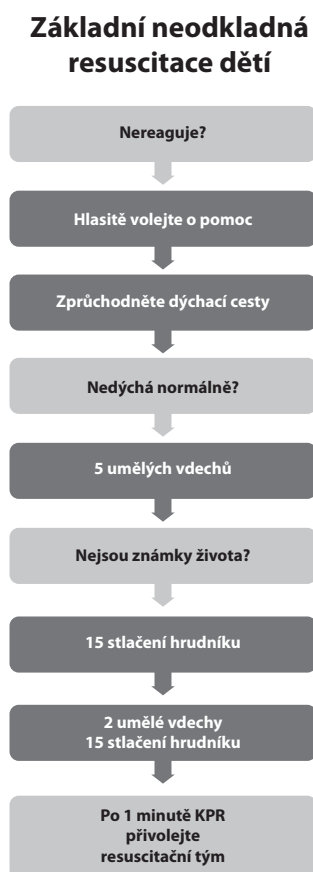 Základní neodkladná
resuscitace dětí
Nereaguje?
Hlasitě volejte o pomoc
Zprůchodněte dýchací cesty
Nedýchá normálně?
5 umělých vdechů
Nejsou známky života?
15 stlačení hrudníku
2 umělé vdechy
15 stlačení hrudníku
Po 1 minutě KPR
přivolejte
resuscitační tým